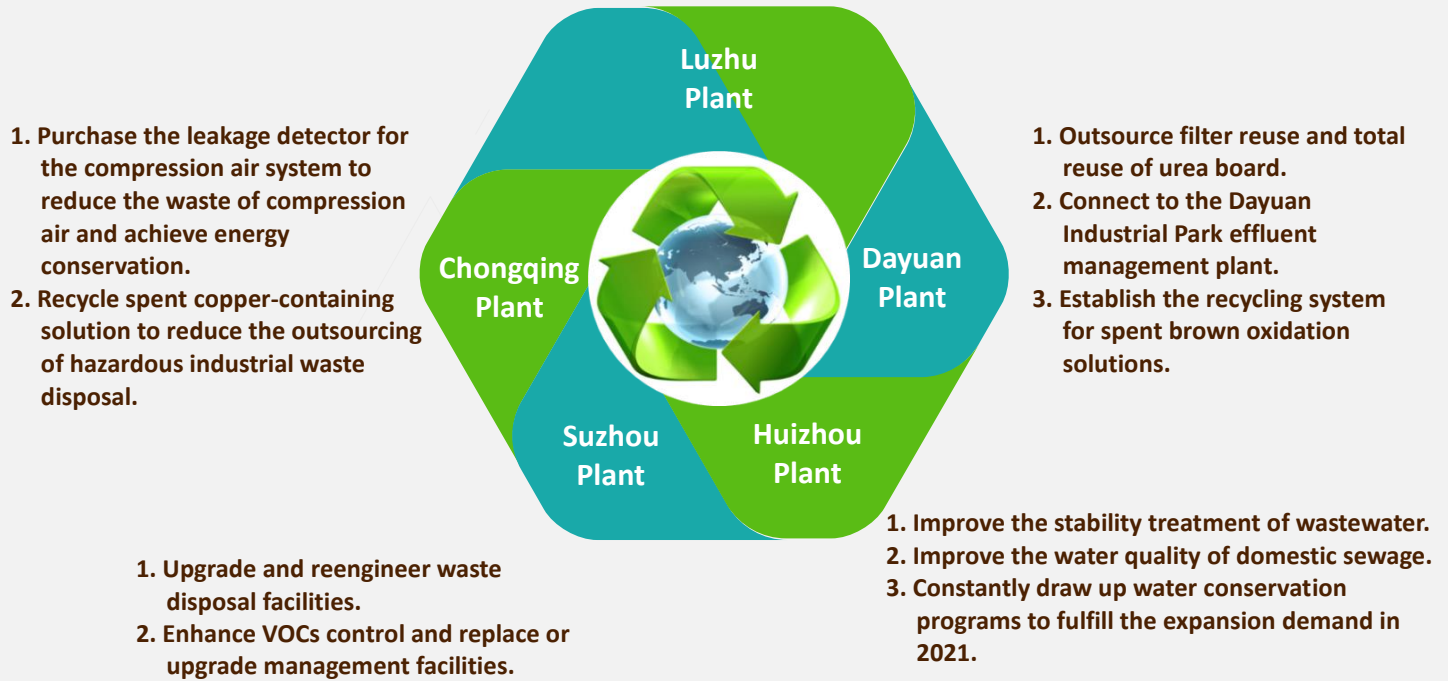 Luzhu
Plant
1. Purchase the leakage detector for
the compression air system to
reduce the waste of compression
air and achieve energy
conservation.
2. Recycle spent copper-containing
solution to reduce the outsourcing
of hazardous industrial waste
disposal.
Chongqing
Plant
Dayuan
Plant
1. Outsource filter reuse and total
reuse of urea board.
2. Connect to the Dayuan
Industrial Park effluent
management plant.
3. Establish the recycling system
for spent brown oxidation
solutions.
Suzhou
Plant
Huizhou
Plant
1. Upgrade and reengineer waste
disposal facilities.
2. Enhance VOCs control and replace or
upgrade management facilities.
1. Improve the stability treatment of wastewater.
2. Improve the water quality of domestic sewage.
3. Constantly draw up water conservation
programs to fulfill the expansion demand in
2021.